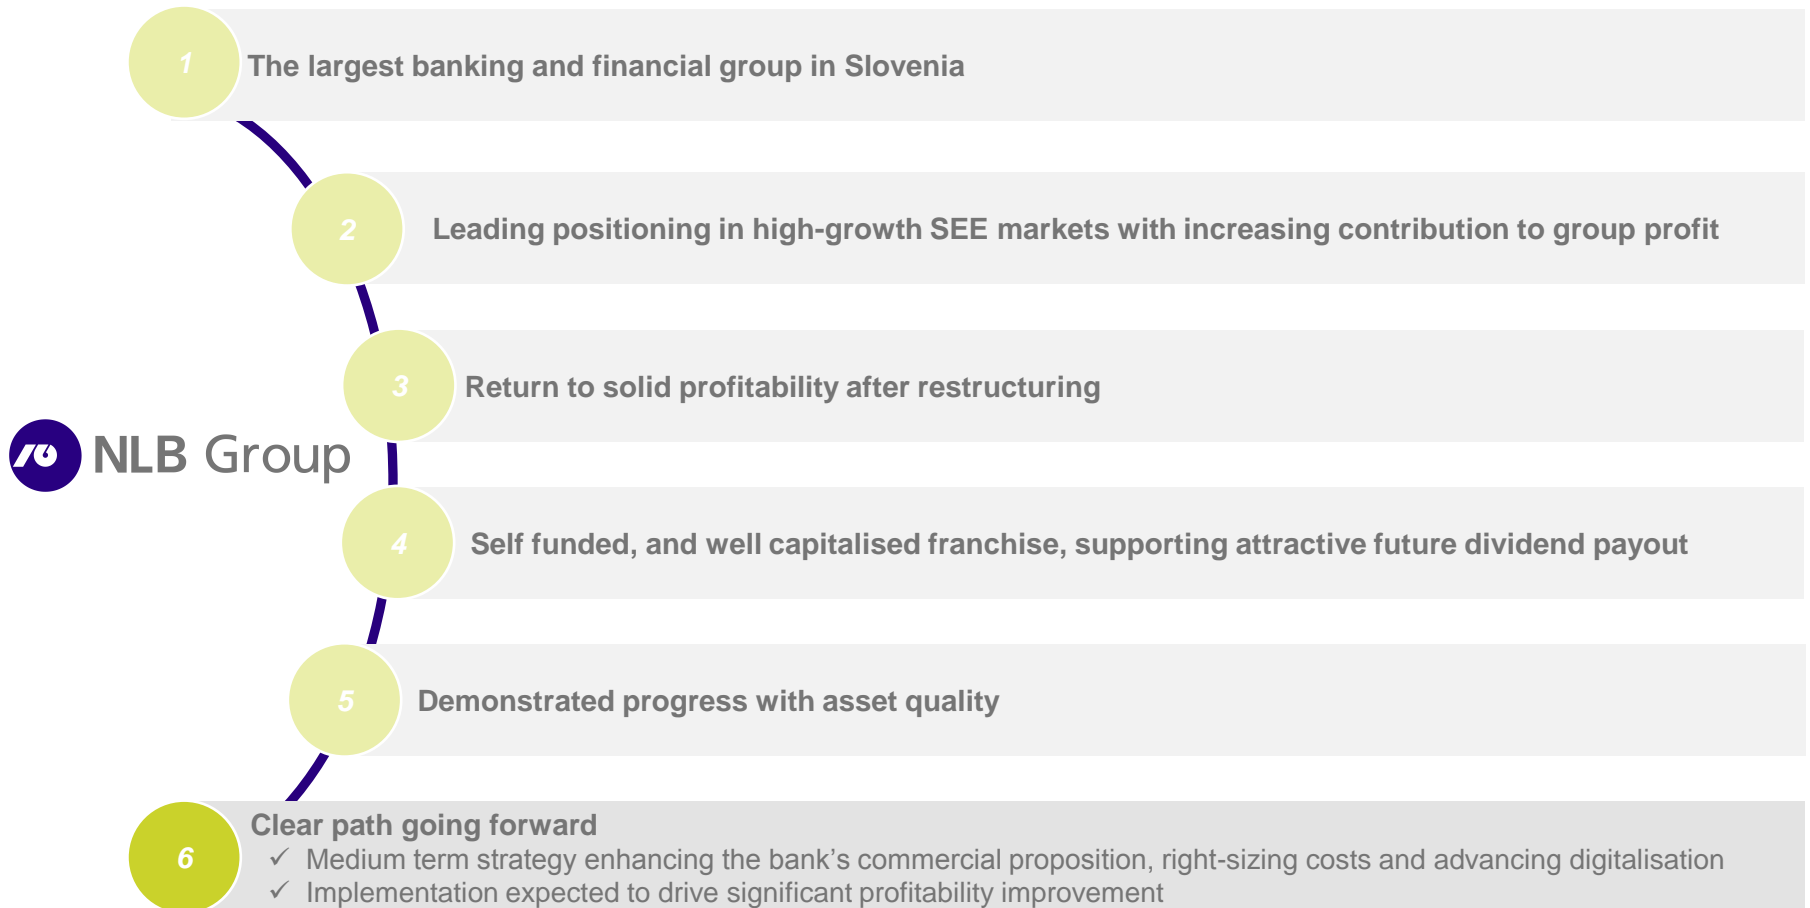 1
The largest banking and financial group in Slovenia
2
Leading positioning in high-growth SEE markets with increasing contribution to group profit
3
Return to solid profitability after restructuring
NLB Group
4
Self funded, and well capitalised franchise, supporting attractive future dividend payout
5
Demonstrated progress with asset quality
6
Clear path going forward
✓ Medium term strategy enhancing the bank’s commercial proposition, right-sizing costs and advancing digitalisation
✓ Implementation expected to drive significant profitability improvement